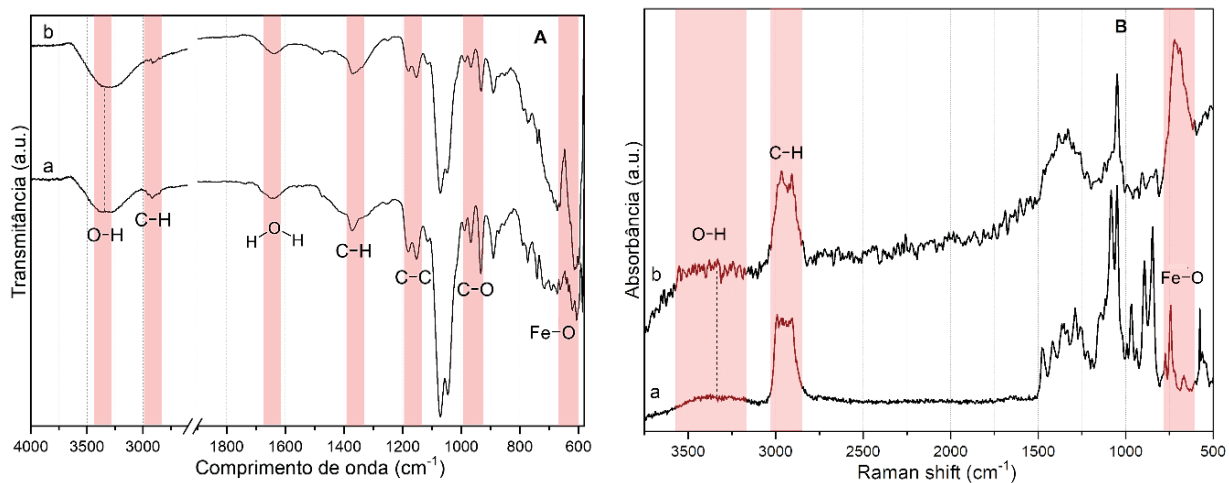 A
b
a
O-H
C-H
H O H
C-H
C-C
C-O
Fe-O
Transmitância (a.u.)
4000 3500 3000 1800 1600 1400 1200 1000 800 600
Comprimento de onda (cm⁻¹)
B
C-H
O-H
b
Fe-O
a
Absorbância (a.u.)
3500 3000 2500 2000 1500 1000 500
Raman shift (cm⁻¹)